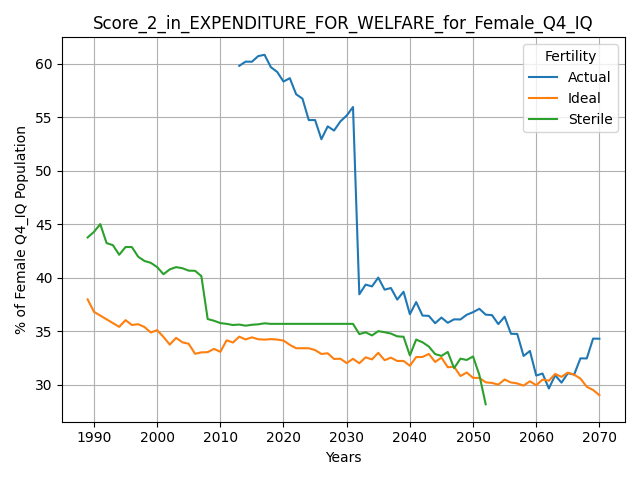 Score_2_in_EXPENDITURE_FOR_WELFARE_for_Female_Q4_IQ
Fertility
Actual
Ideal
Sterile
% of Female Q4_IQ Population
60
55
50
45
40
35
30
1990 2000 2010 2020 2030 2040 2050 2060 2070
Years